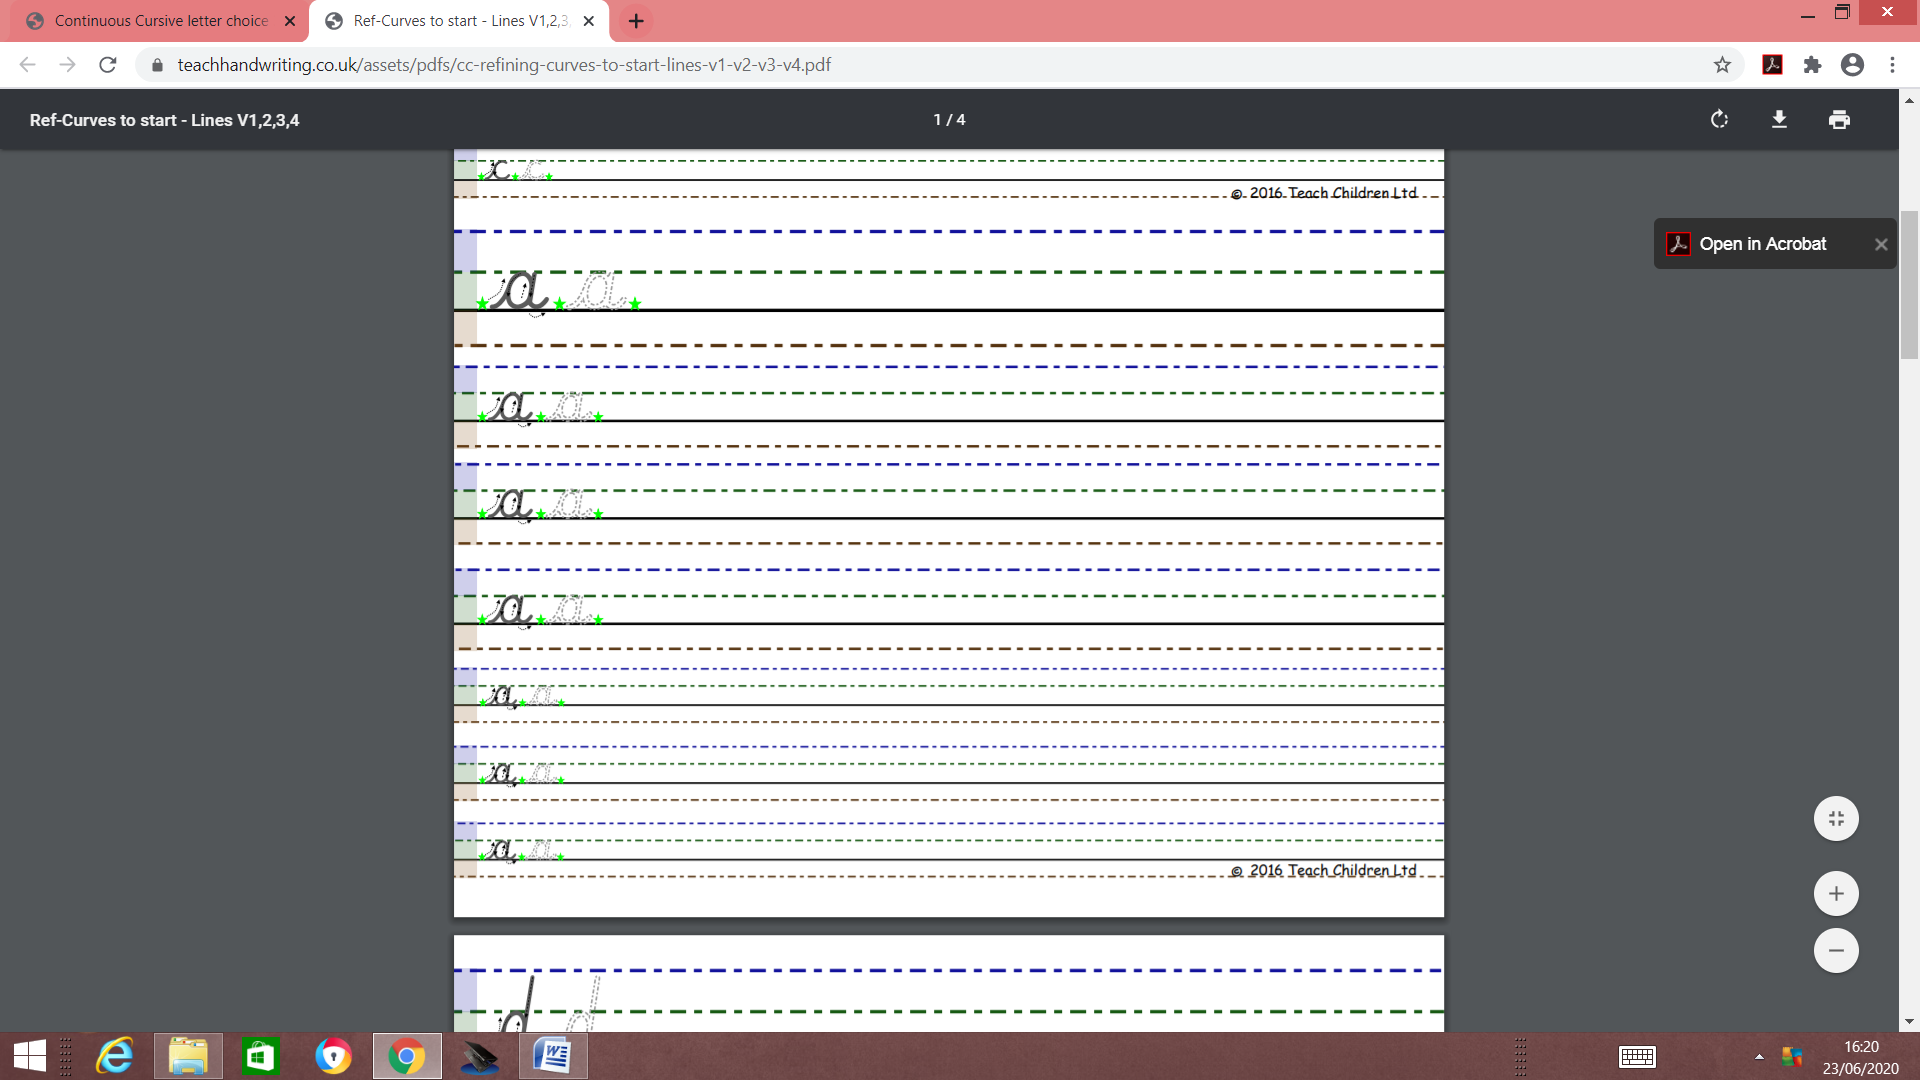 Continuous Cursive letter choice
Ref-Curves to start - Lines V1,2,3,
teachhandwriting.co.uk/assets/pdfs/cc-refining-curves-to-start-lines-v1-v2-v3-v4.pdf
Ref-Curves to start - Lines V1,2,3,4
1 / 4
c c
© 2016 Teach Children Ltd
Open in Acrobat
a a
a a
a a
a a
a a
a a
a a
© 2016 Teach Children Ltd
d d
16:20
23/06/2020